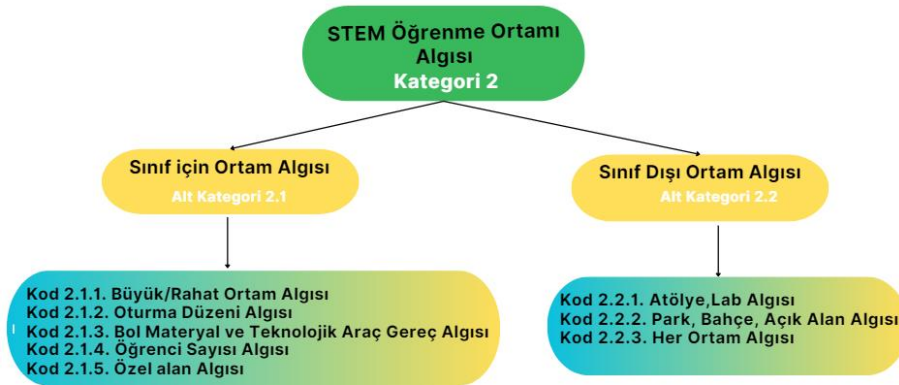 STEM Öğrenme Ortamı
Algısı
Kategori 2
Sınıf için Ortam Algısı
Alt Kategori 2.1
Sınıf Dışı Ortam Algısı
Alt Kategori 2.2
Kod 2.1.1. Büyük/Rahat Ortam Algısı
Kod 2.1.2. Oturma Düzeni Algısı
Kod 2.1.3. Bol Materyal ve Teknolojik Araç Gereç Algısı
Kod 2.1.4. Öğrenci Sayısı Algısı
Kod 2.1.5. Özel alan Algısı
Kod 2.2.1. Atölye,Lab Algısı
Kod 2.2.2. Park, Bahçe, Açık Alan Algısı
Kod 2.2.3. Her Ortam Algısı